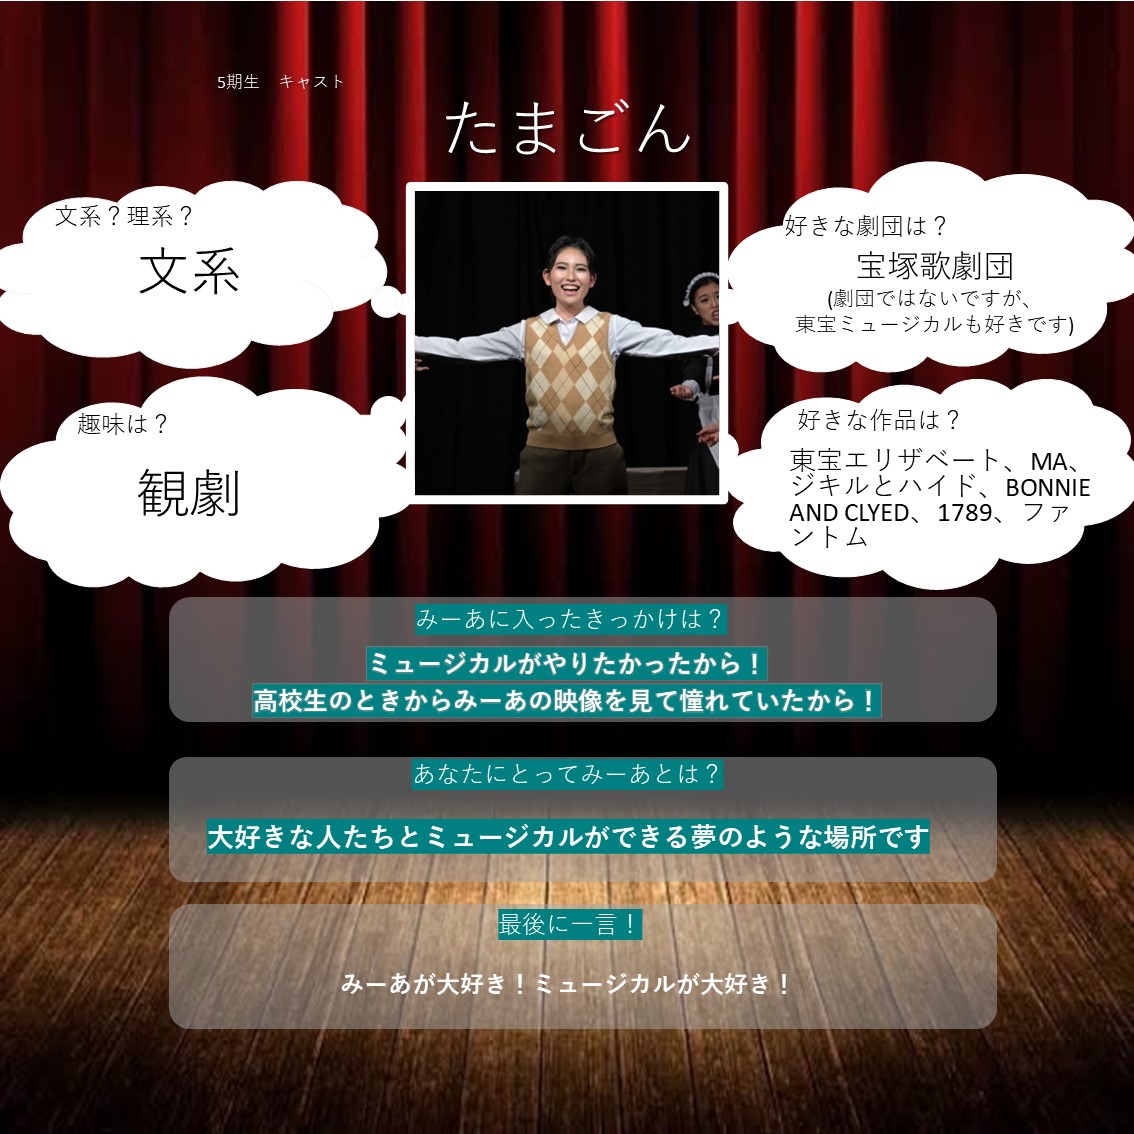 5期生　キャスト
たまごん
文系？理系？
文系
趣味は？
観劇
好きな劇団は？
宝塚歌劇団
(劇団ではないですが、
東宝ミュージカルも好きです)
好きな作品は？
東宝エリザベート、MA、
ジキルとハイド、BONNIE
AND CLYED、1789、ファ
ントム
みーあに入ったきっかけは？
ミュージカルがやりたかったから！
高校生のときからみーあの映像を見て憧れていたから！
あなたにとってみーあとは？
大好きな人たちとミュージカルができる夢のような場所です
最後に一言！
みーあが大好き！ミュージカルが大好き！